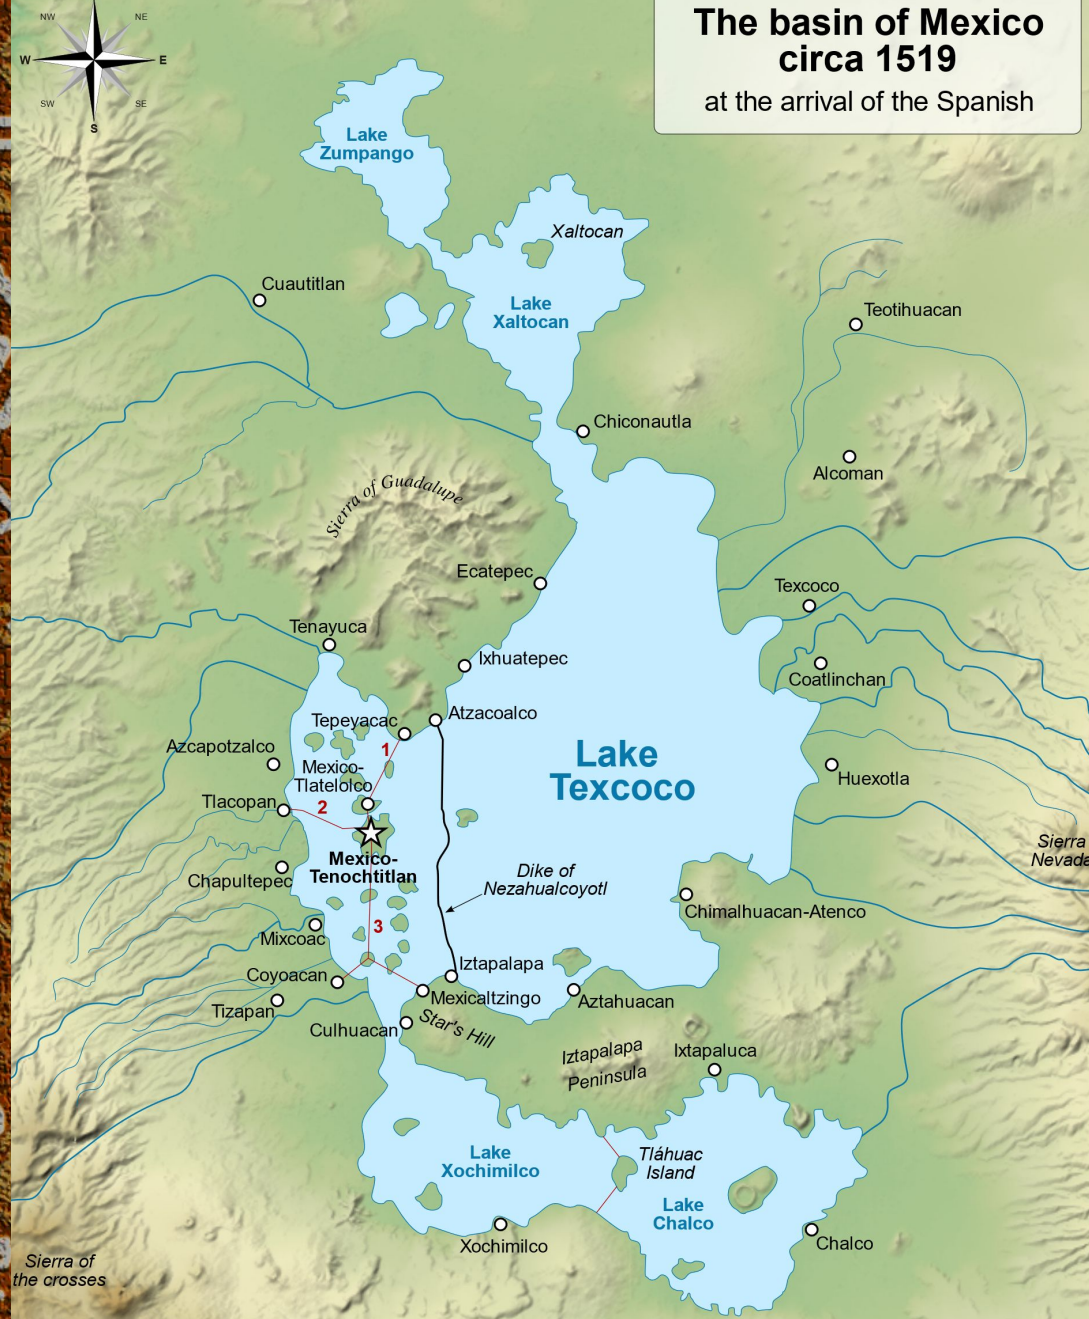 The basin of Mexico
circa 1519
at the arrival of the Spanish
NW
NE
W
E
SW
SE
S
Lake
Zumpango
Xaltocan
Lake
Xaltocan
Cuautitlan
Teotihuacan
Chiconautla
Alcoman
Sierra of Guadalupe
Ecatepec
Texcoco
Tenayuca
Ixhuatepec
Coatlinchan
Tepeyacac
Atzacoalco
1
Azcapotzalco
Mexico-
Tlatelolco
Lake
Texcoco
Huexotla
Tlacopan
2
Mexico-
Tenochtitlan
Sierra
Nevada
Chapultepec
Dike of
Nezahualcoyotl
Chimalhuacan-Atenco
3
Mixcoac
Iztapalapa
Coyoacan
Mexicaltzingo
Aztahuacan
Tizapan
Culhuacan
Star's Hill
Iztapalapa
Peninsula
Ixtapaluca
Lake
Xochimilco
Tláhuac
Island
Lake
Chalco
Xochimilco
Chalco
Sierra of
the crosses